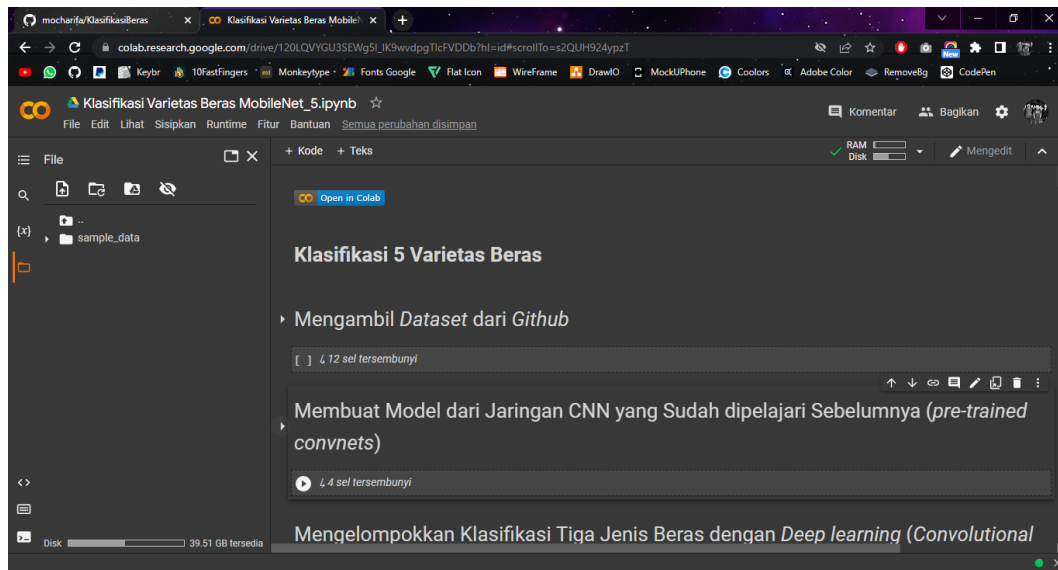 mocharifa/KlasifikasiBeras
Klasifikasi Varietas Beras Mobile
colab.research.google.com/drive/120LQVYGU3SEWg5I_IK9wvdpgTlcFVDDb?hl=id#scrollTo=s2QUH924ypzT
Keybr 10FastFingers Monkeytype Fonts Google Flat Icon WireFrame DrawIO MockUPhone Coolors Adobe Color RemoveBg CodePen
New
Klasifikasi Varietas Beras MobileNet_5.ipynb
File Edit Lihat Sisipkan Runtime Fitur Bantuan Semua perubahan disimpan
Komentar Bagikan
File
+ Kode + Teks
RAM
Disk
Mengedit
Open in Colab
..
sample_data
{x}
Klasifikasi 5 Varietas Beras
Mengambil Dataset dari Github
[ ] ↳ 12 sel tersembunyi
Membuat Model dari Jaringan CNN yang Sudah dipelajari Sebelumnya (pre-trained
convnets)
↳ 4 sel tersembunyi
Mengelompokkan Klasifikasi Tiga Jenis Beras dengan Deep learning (Convolutional
Disk 39.51 GB tersedia